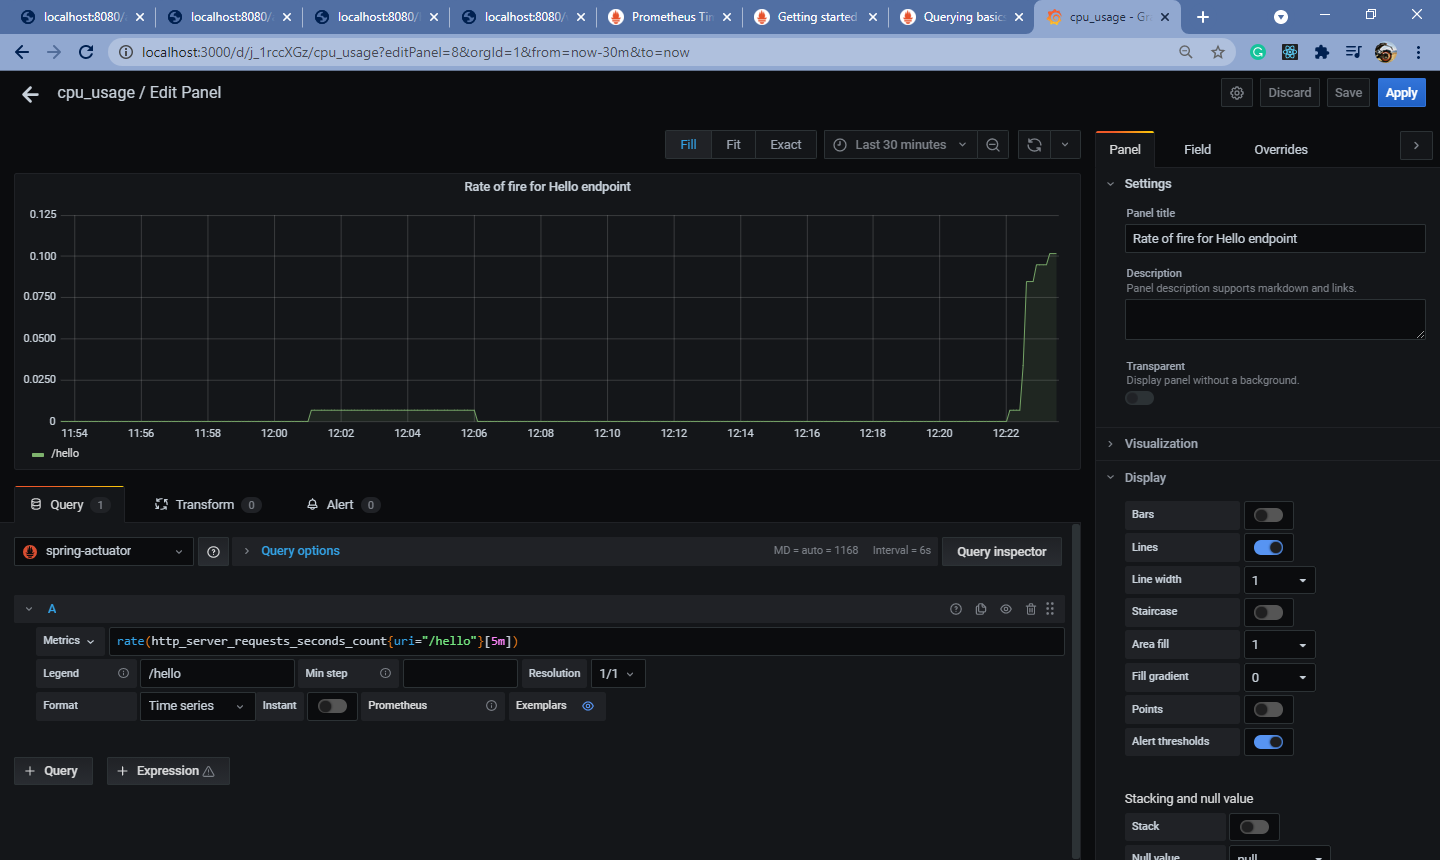 localhost:8080/
localhost:8080/
localhost:8080/
localhost:8080/
Prometheus Tim
Getting started
Querying basics
cpu_usage - Gr
localhost:3000/d/j_1rccXGz/cpu_usage?editPanel=8&orgId=1&from=now-30m&to=now
cpu_usage / Edit Panel
Discard
Save
Apply
Fill
Fit
Exact
Last 30 minutes
Rate of fire for Hello endpoint
0.125
0.100
0.0750
0.0500
0.0250
0
11:54 11:56 11:58 12:00 12:02 12:04 12:06 12:08 12:10 12:12 12:14 12:16 12:18 12:20 12:22
/hello
Query 1
Transform 0
Alert 0
spring-actuator
Query options
MD = auto = 1168
Interval = 6s
Query inspector
A
Metrics
rate(http_server_requests_seconds_count{uri="/hello"}[5m])
Legend
/hello
Min step
Resolution
1/1
Format
Time series
Instant
Prometheus
Exemplars
+ Query
+ Expression
Panel
Field
Overrides
Settings
Panel title
Rate of fire for Hello endpoint
Description
Panel description supports markdown and links.
Transparent
Display panel without a background.
Visualization
Display
Bars
Lines
Line width
1
Staircase
Area fill
1
Fill gradient
0
Points
Alert thresholds
Stacking and null value
Stack
Null value
null